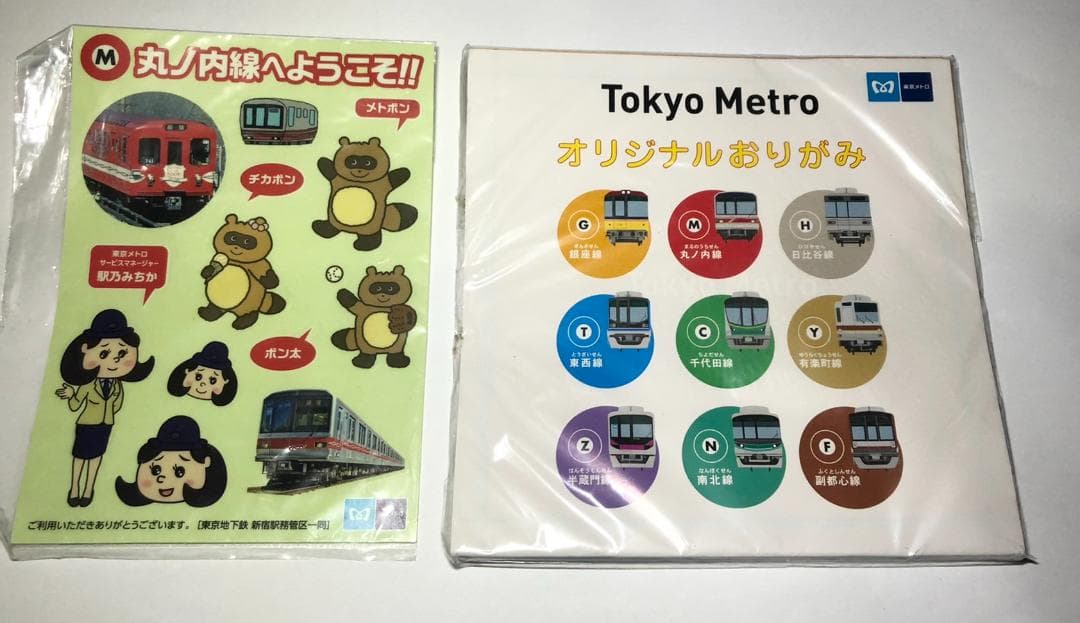 M 丸ノ内線へようこそ!!
メトポン
チカポン
東京メトロ
サービスマネージャー
駅乃みちか
ポン太
ご利用いただきありがとうございます。 [東京地下鉄 新宿駅務管区一同]
東京メトロ
Tokyo Metro
オリジナルおりがみ
G
ぎんざせん
銀座線
M
まるのうちせん
丸ノ内線
H
ひびやせん
日比谷線
T
とうざいせん
東西線
C
ちよだせん
千代田線
Y
ゆうらくちょうせん
有楽町線
Z
はんぞうもんせん
半蔵門線
N
なんぼくせん
南北線
F
ふくとしんせん
副都心線